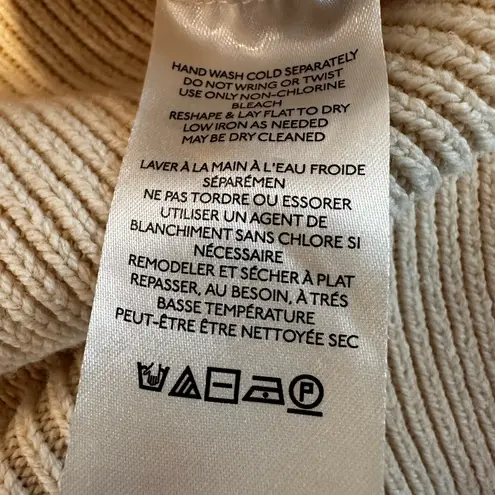 HAND WASH COLD SEPARATELY
DO NOT WRING OR TWIST
USE ONLY NON-CHLORINE
BLEACH
RESHAPE & LAY FLAT TO DRY
LOW IRON AS NEEDED
MAY BE DRY CLEANED
LAVER À LA MAIN À L'EAU FROIDE
SÉPARÉMEN
NE PAS TORDRE OU ESSORER
UTILISER UN AGENT DE
BLANCHIMENT SANS CHLORE SI
NÉCESSAIRE
REMODELER ET SÉCHER À PLAT
REPASSER, AU BESOIN, À TRÉS
BASSE TEMPÉRATURE
PEUT-ÊTRE ÊTRE NETTOYÉE SEC
P